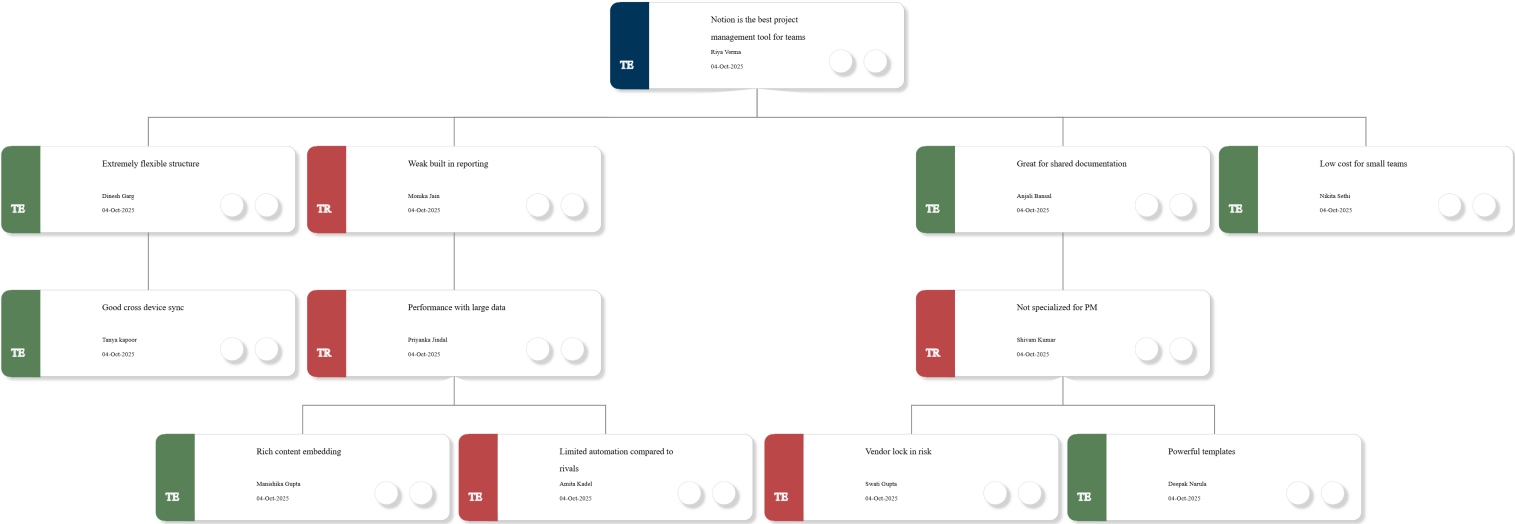 Notion is the best project
management tool for teams
Riya Verma
04-Oct-2025
TE
Extremely flexible structure
Dinesh Garg
04-Oct-2025
TE
Weak built in reporting
Monika Jain
04-Oct-2025
TR
Great for shared documentation
Anjali Bansal
04-Oct-2025
TE
Low cost for small teams
Nikita Sethi
04-Oct-2025
TE
Good cross device sync
Tanya kapoor
04-Oct-2025
TE
Performance with large data
Priyanka Jindal
04-Oct-2025
TR
Not specialized for PM
Shivam Kumar
04-Oct-2025
TR
Rich content embedding
Manishika Gupta
04-Oct-2025
TE
Limited automation compared to
rivals
Amita Kadel
04-Oct-2025
TE
Vendor lock in risk
Swati Gupta
04-Oct-2025
TE
Powerful templates
Deepak Narula
04-Oct-2025
TE